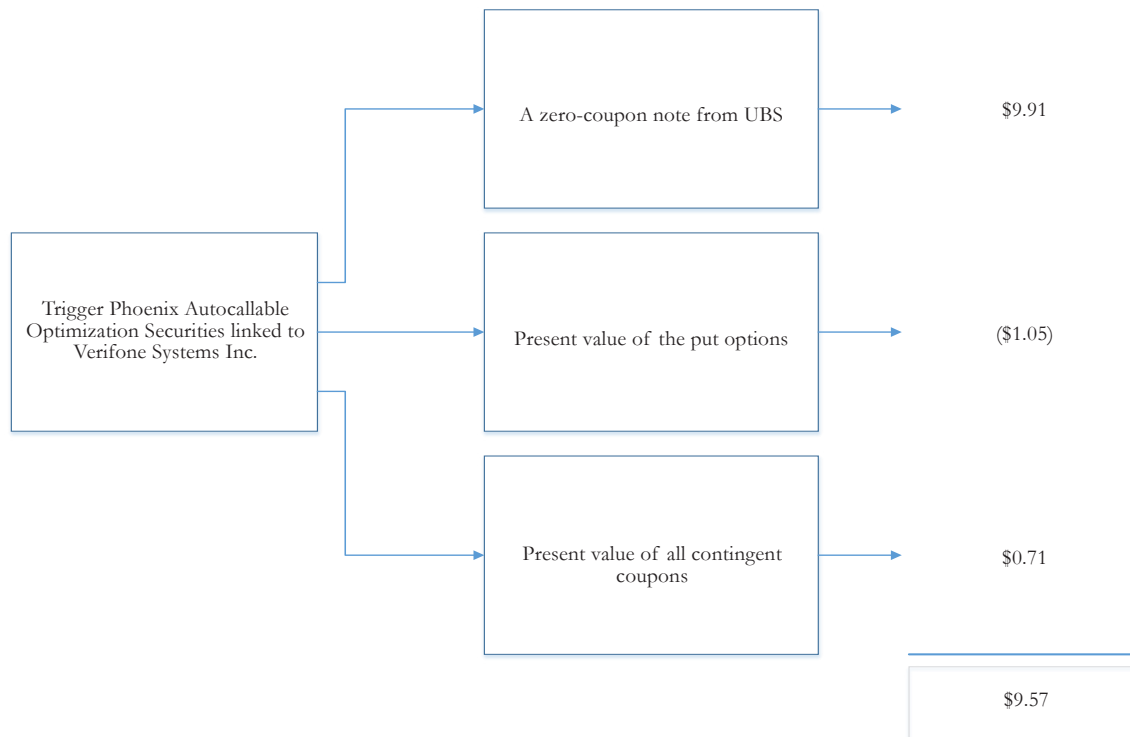 A zero-coupon note from UBS
$9.91
Trigger Phoenix Autocallable
Optimization Securities linked to
Verifone Systems Inc.
Present value of the put options
($1.05)
Present value of all contingent
coupons
$0.71
$9.57